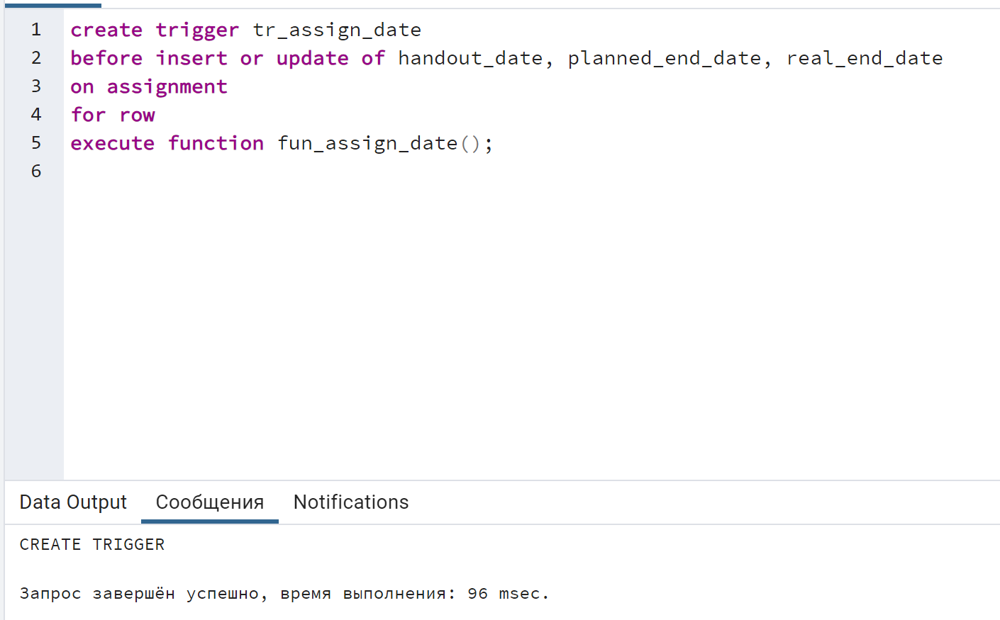 1 create trigger tr_assign_date
2 before insert or update of handout_date, planned_end_date, real_end_date
3 on assignment
4 for row
5 execute function fun_assign_date();
6
Data Output Сообщения Notifications
CREATE TRIGGER
Запрос завершён успешно, время выполнения: 96 msec.